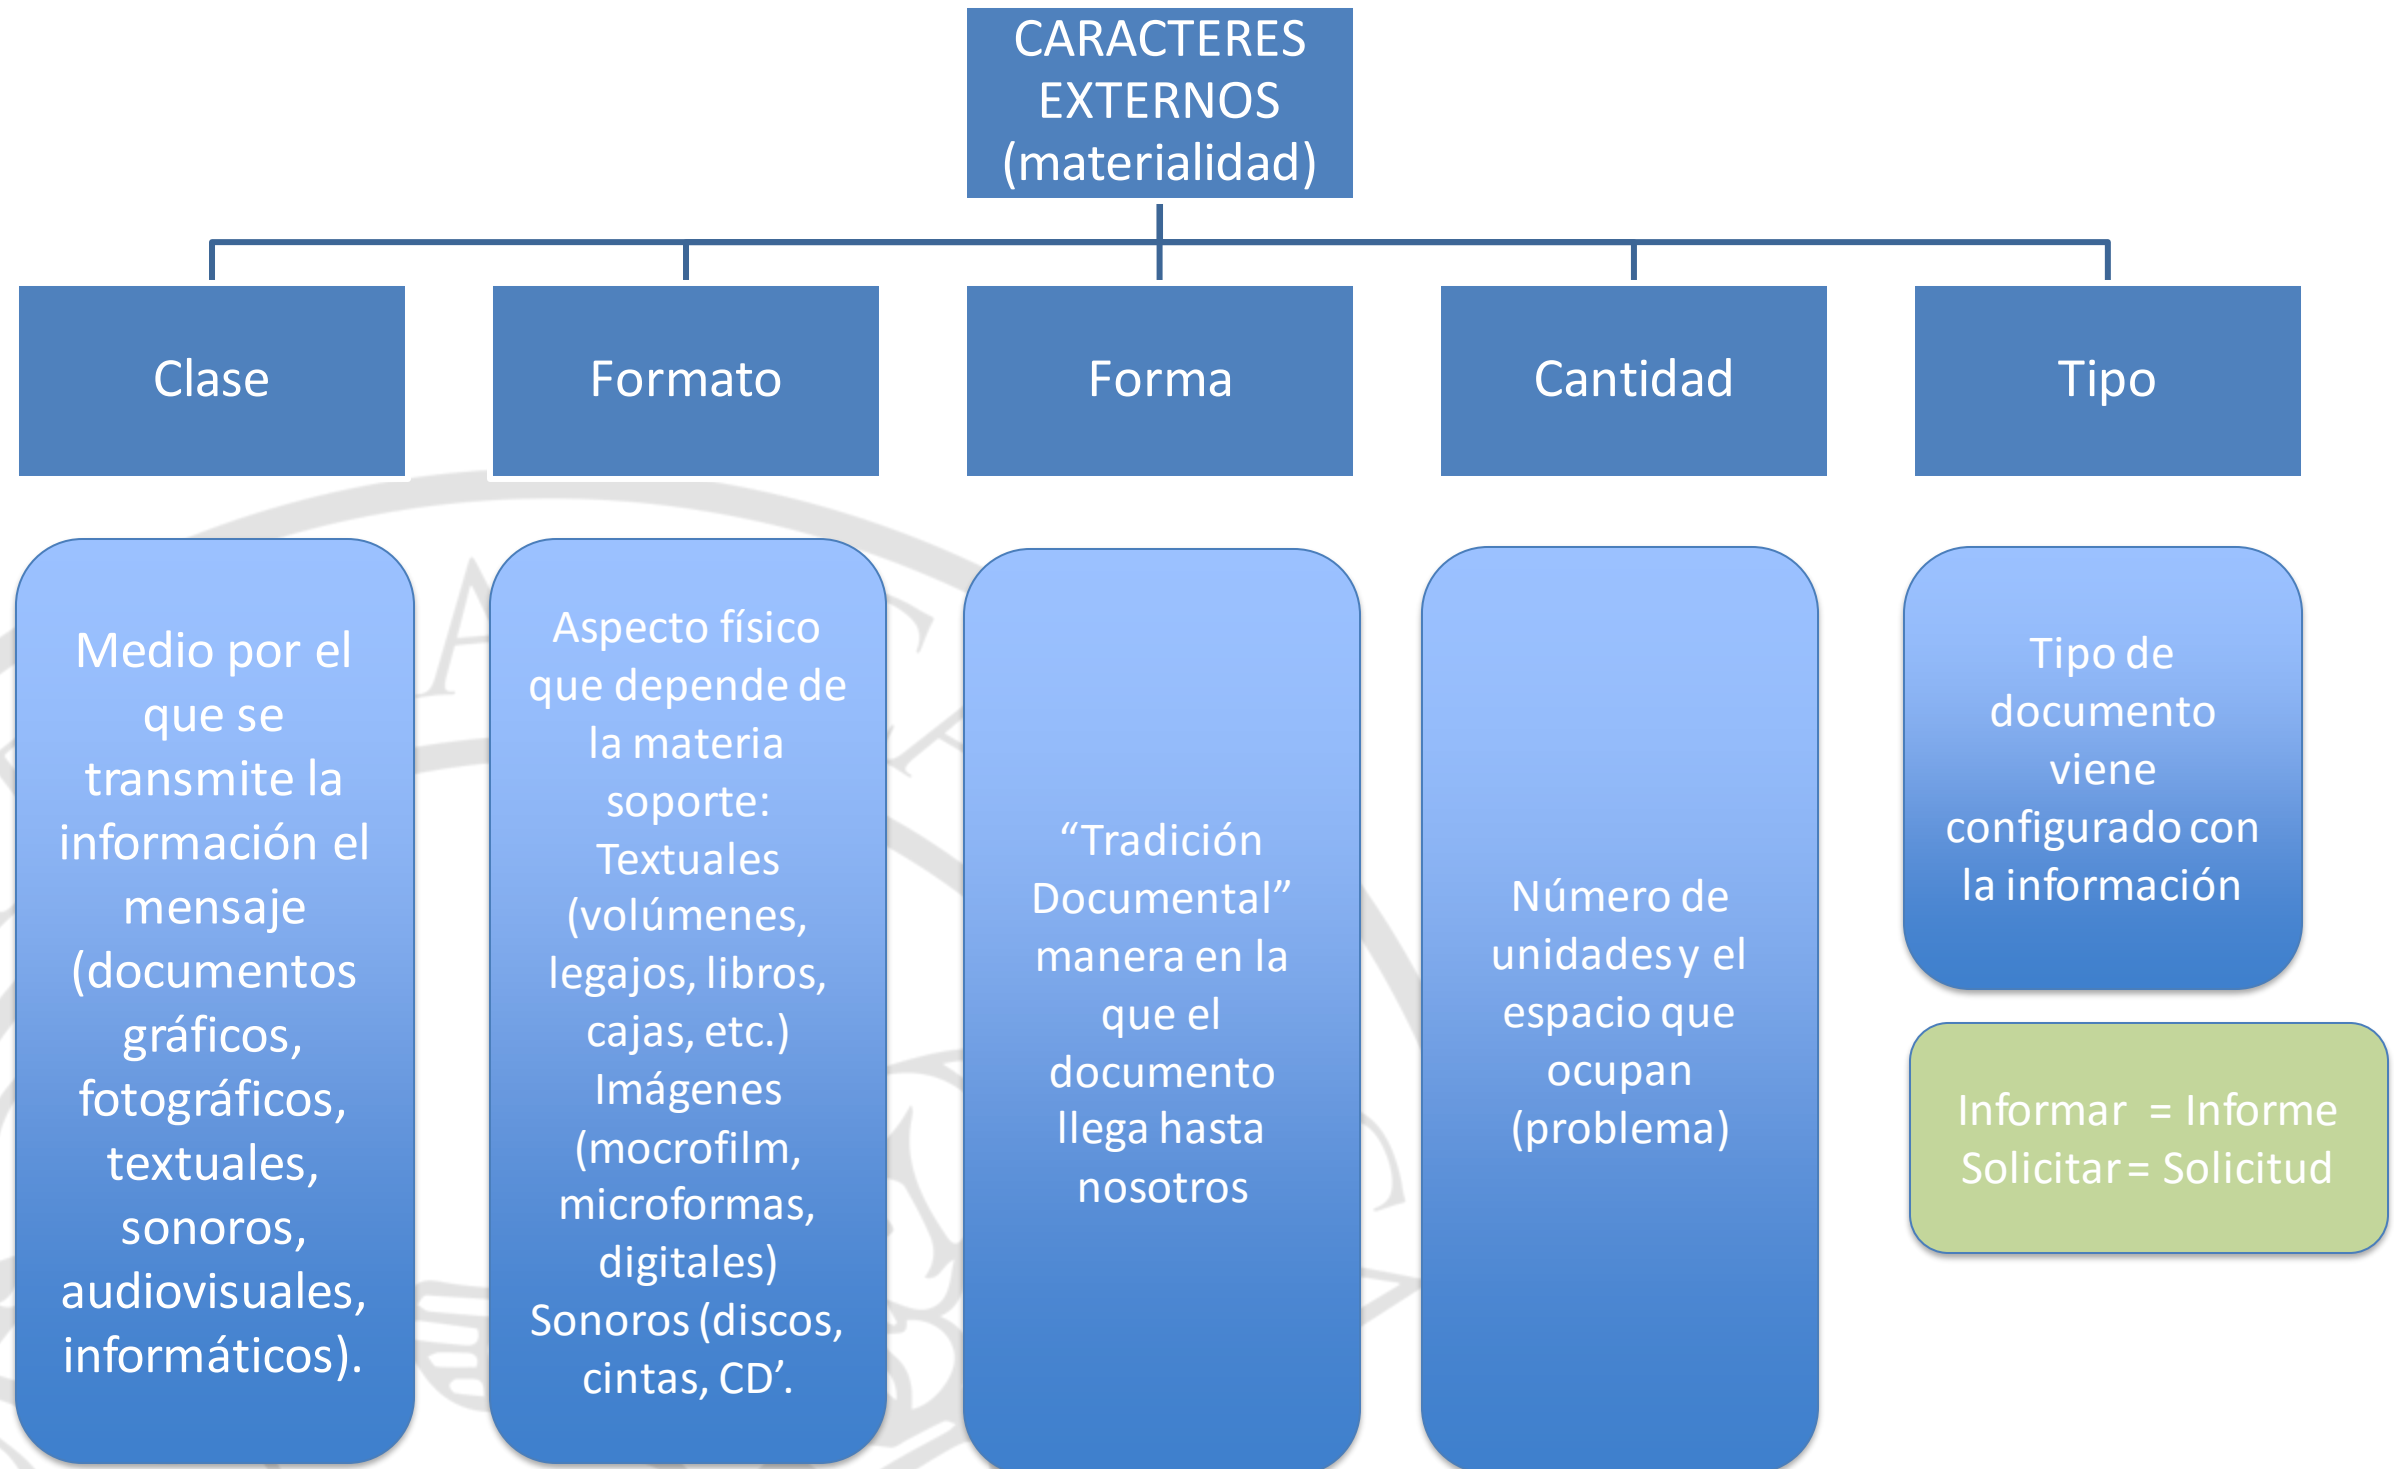 CARACTERES
EXTERNOS
(materialidad)
Clase
Formato
Forma
Cantidad
Tipo
Medio por el
que se
transmite la
información el
mensaje
(documentos
gráficos,
fotográficos,
textuales,
sonoros,
audiovisuales,
informáticos).
Aspecto físico
que depende de
la materia
soporte:
Textuales
(volúmenes,
legajos, libros,
cajas, etc.)
Imágenes
(mocrofilm,
microformas,
digitales)
Sonoros (discos,
cintas, CD’.
“Tradición
Documental”
manera en la
que el
documento
llega hasta
nosotros
Número de
unidades y el
espacio que
ocupan
(problema)
Tipo de
documento
viene
configurado con
la información
Informar = Informe
Solicitar = Solicitud